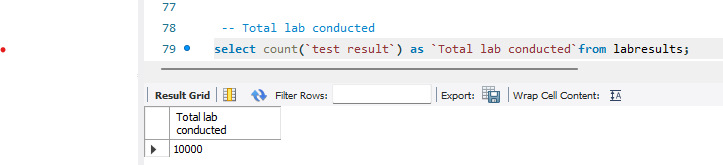 77
78 -- Total lab conducted
79 select count(`test result`) as `Total lab conducted`from labresults;
Result Grid Filter Rows: Export: Wrap Cell Content:
Total lab
conducted
10000